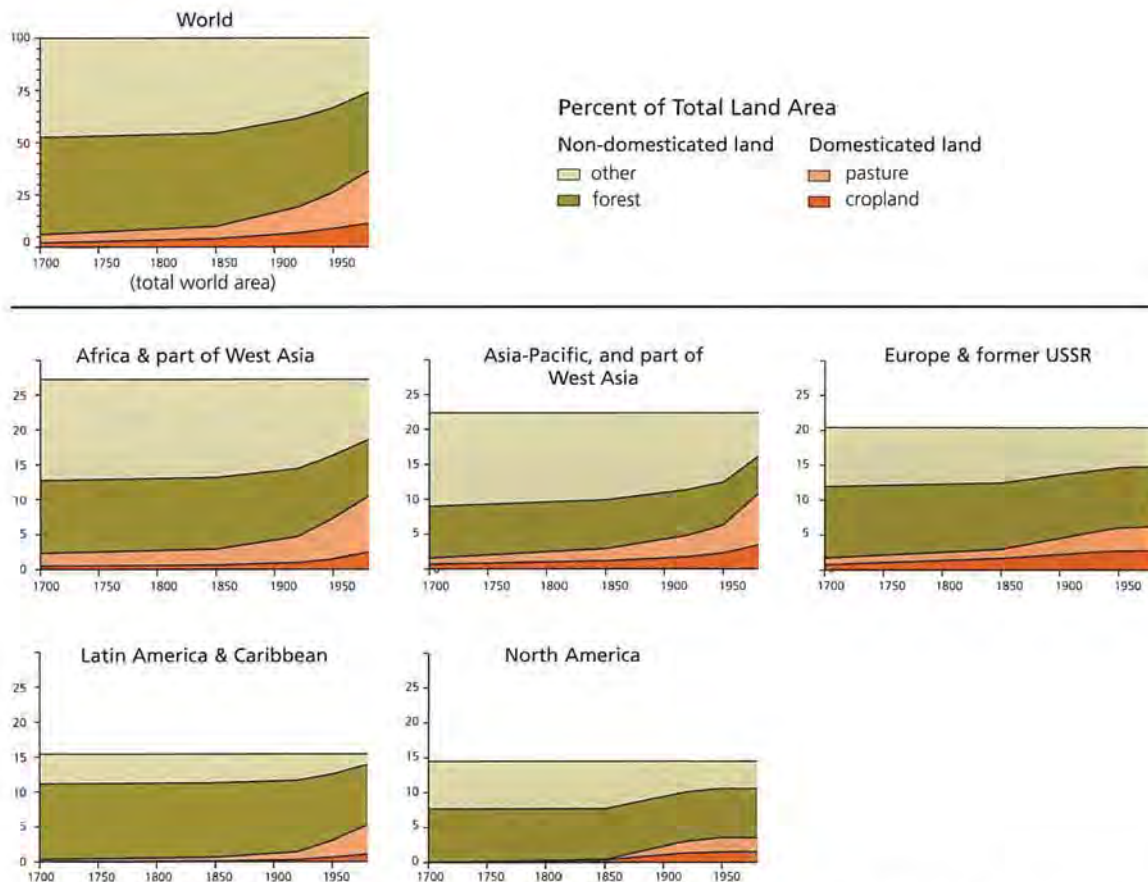 World
100
75
50
25
0
1700 1750 1800 1850 1900 1950
(total world area)
Percent of Total Land Area
Non-domesticated land Domesticated land
other pasture
forest cropland
Africa & part of West Asia
25
20
15
10
5
0
1700 1750 1800 1850 1900 1950
Asia-Pacific, and part of
West Asia
25
20
15
10
5
0
1700 1750 1800 1850 1900 1950
Europe & former USSR
25
20
15
10
5
1700 1750 1800 1850 1900 1950
Latin America & Caribbean
25
20
15
10
5
0
1700 1750 1800 1850 1900 1950
North America
25
20
15
10
5
0
1700 1750 1800 1850 1900 1950